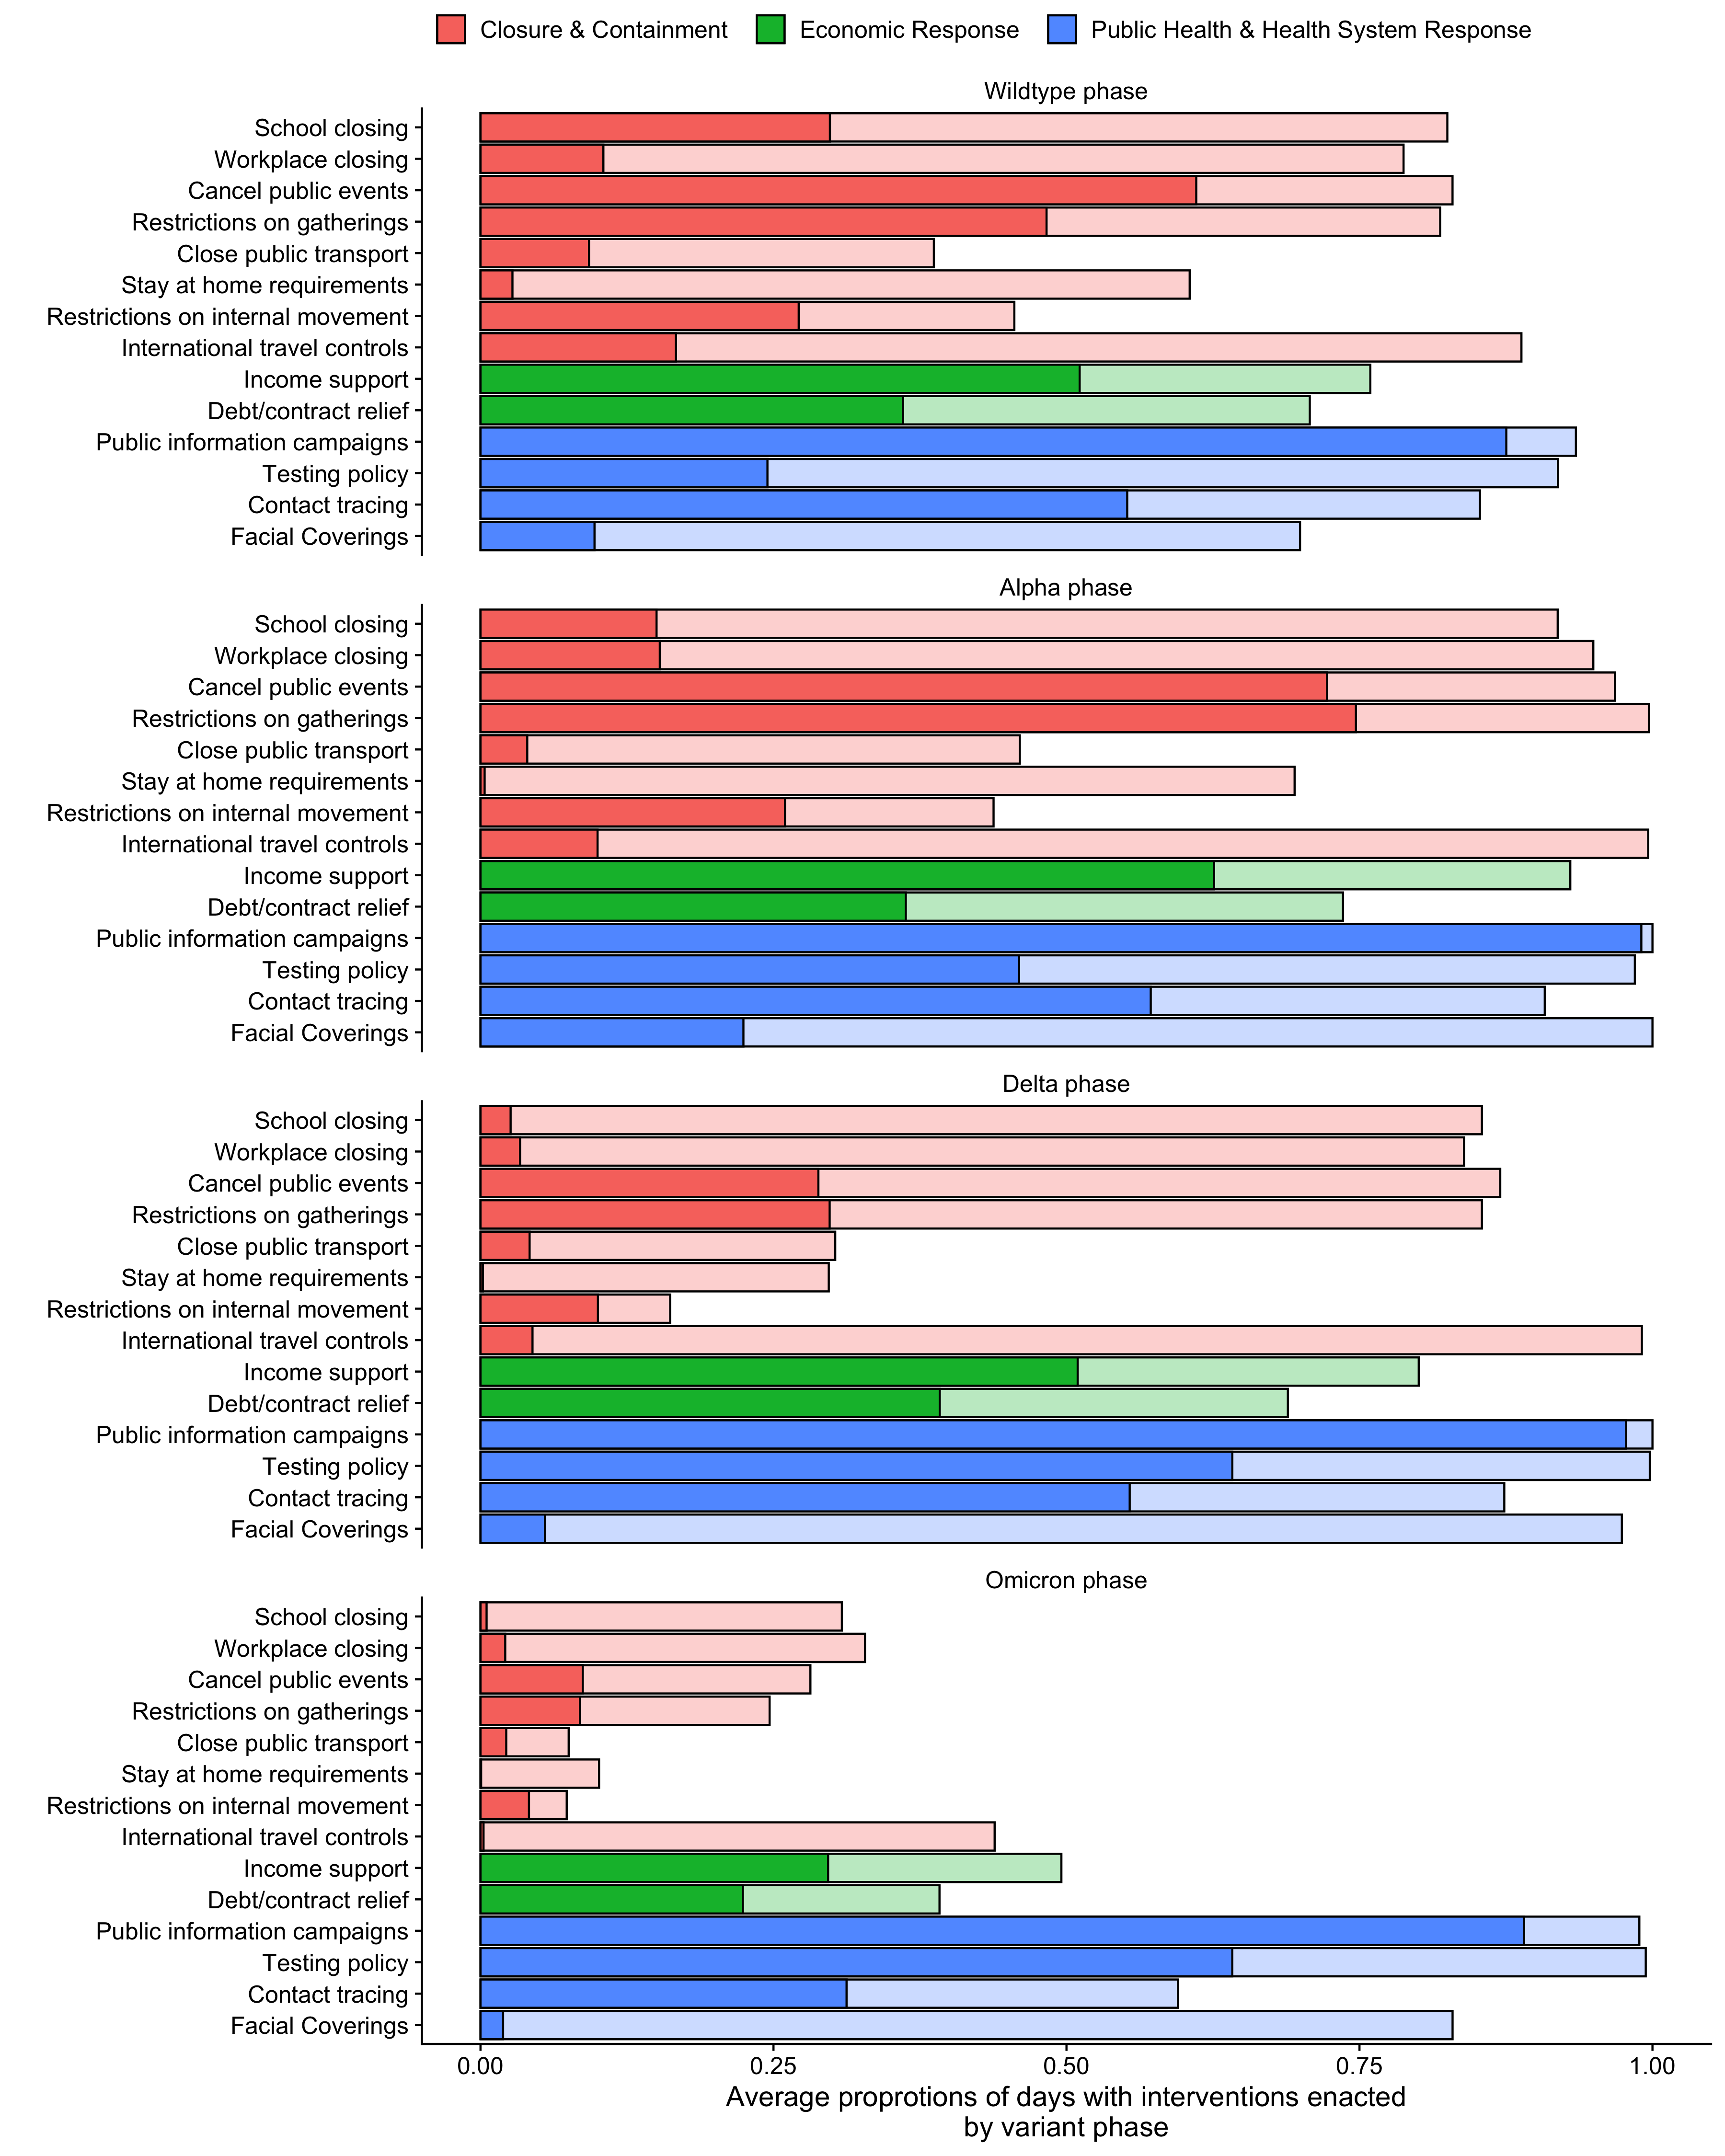 Closure & Containment Economic Response Public Health & Health System Response
Wildtype phase
School closing
Workplace closing
Cancel public events
Restrictions on gatherings
Close public transport
Stay at home requirements
Restrictions on internal movement
International travel controls
Income support
Debt/contract relief
Public information campaigns
Testing policy
Contact tracing
Facial Coverings
Alpha phase
School closing
Workplace closing
Cancel public events
Restrictions on gatherings
Close public transport
Stay at home requirements
Restrictions on internal movement
International travel controls
Income support
Debt/contract relief
Public information campaigns
Testing policy
Contact tracing
Facial Coverings
Delta phase
School closing
Workplace closing
Cancel public events
Restrictions on gatherings
Close public transport
Stay at home requirements
Restrictions on internal movement
International travel controls
Income support
Debt/contract relief
Public information campaigns
Testing policy
Contact tracing
Facial Coverings
Omicron phase
School closing
Workplace closing
Cancel public events
Restrictions on gatherings
Close public transport
Stay at home requirements
Restrictions on internal movement
International travel controls
Income support
Debt/contract relief
Public information campaigns
Testing policy
Contact tracing
Facial Coverings
0.00 0.25 0.50 0.75 1.00
Average proprotions of days with interventions enacted
by variant phase